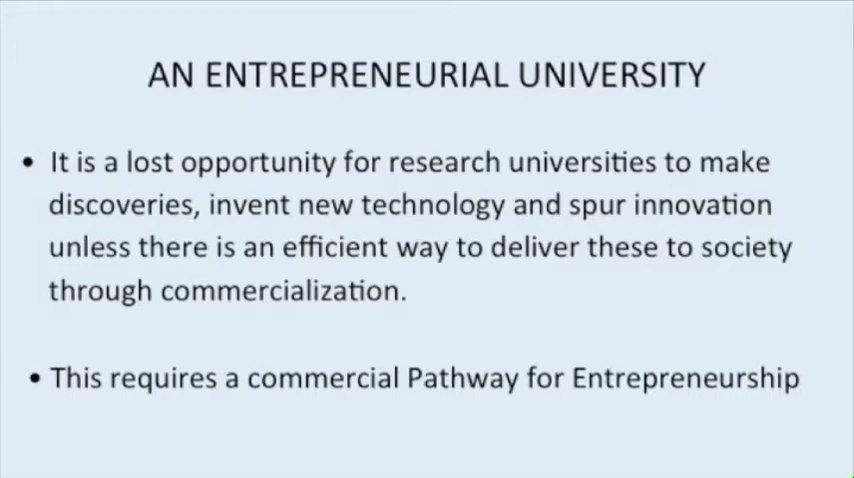 AN ENTREPRENEURIAL UNIVERSITY
• It is a lost opportunity for research universities to make
discoveries, invent new technology and spur innovation
unless there is an efficient way to deliver these to society
through commercialization.
• This requires a commercial Pathway for Entrepreneurship